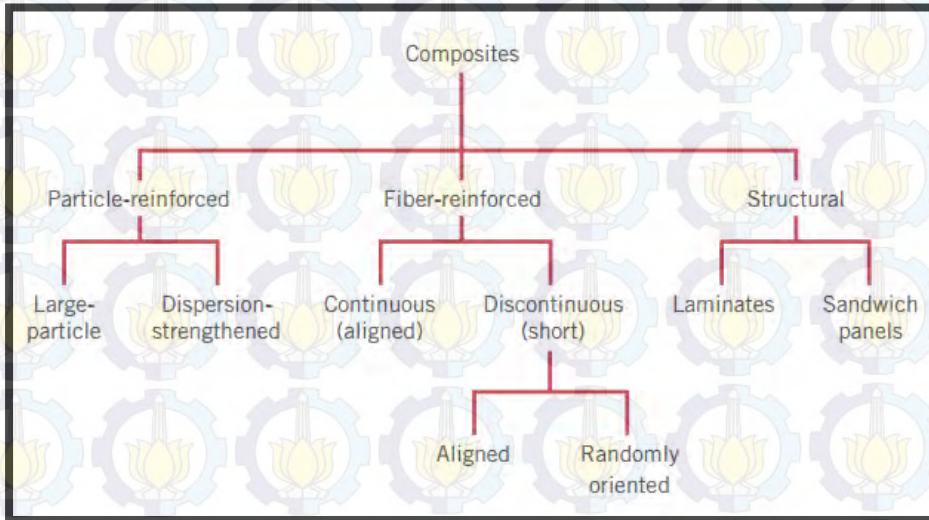 Composites
Particle-reinforced
Fiber-reinforced
Structural
Large-
particle
Dispersion-
strengthened
Continuous
(aligned)
Discontinuous
(short)
Laminates
Sandwich
panels
Aligned
Randomly
oriented